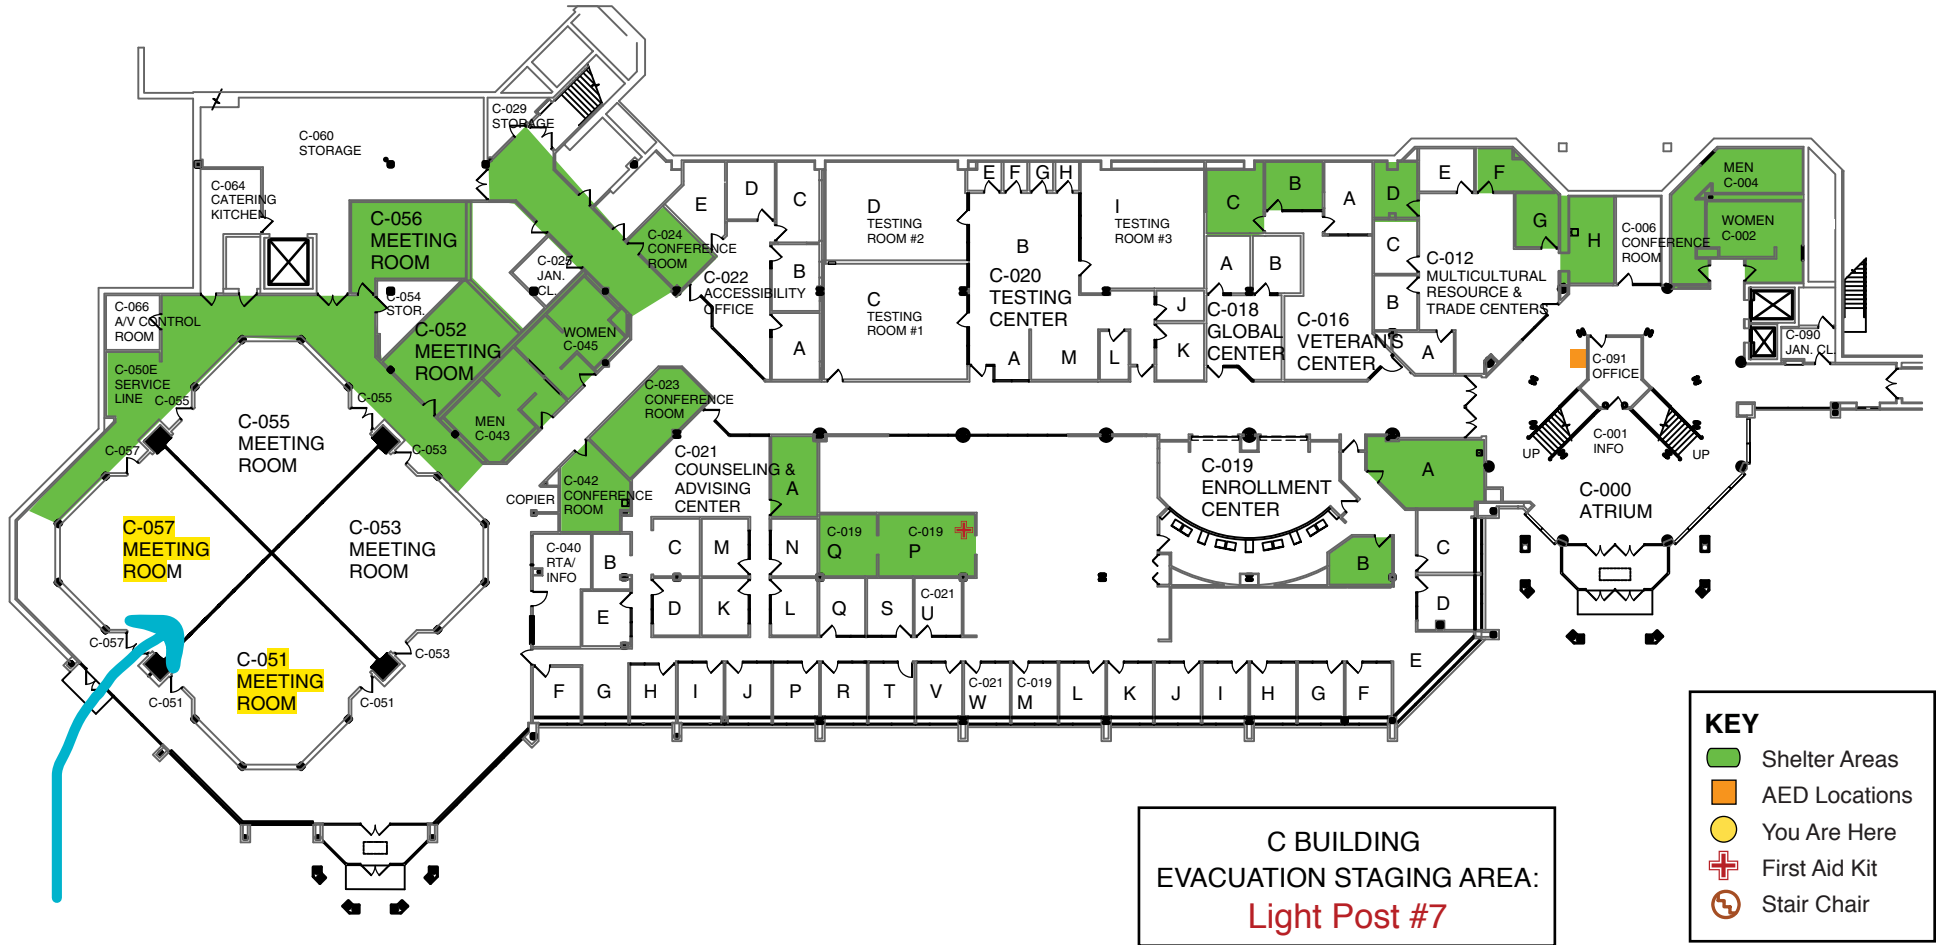 C-029
STORAGE
C-060
STORAGE
C-064
CATERING
KITCHEN
C-056
MEETING
ROOM
C-024
CONFERENCE
ROOM
C-025
JAN.
CL.
C-054
STOR.
C-052
MEETING
ROOM
WOMEN
C-045
MEN
C-043
C-066
A/V CONTROL
ROOM
C-050E
SERVICE
LINE
C-055
C-055
C-057
C-053
C-055
MEETING
ROOM
C-057
MEETING
ROOM
C-053
MEETING
ROOM
C-051
MEETING
ROOM
C-057
C-053
C-051
C-051
E
D
C
B
A
C-022
ACCESSIBILITY
OFFICE
D
TESTING
ROOM #2
C
TESTING
ROOM #1
E
F
G
H
B
C-020
TESTING
CENTER
I
TESTING
ROOM #3
J
K
L
M
A
C
B
A
A
B
C-018
GLOBAL
CENTER
C-016
VETERANS
CENTER
D
C
B
A
E
F
G
H
C-012
MULTICULTURAL
RESOURCE &
TRADE CENTERS
C-006
CONFERENCE
ROOM
MEN
C-004
WOMEN
C-002
C-090
JAN. CL.
C-091
OFFICE
C-001
INFO
UP
UP
C-000
ATRIUM
C-023
CONFERENCE
ROOM
C-042
CONFERENCE
ROOM
COPIER
C-021
COUNSELING &
ADVISING
CENTER
A
C-040
RTA/
INFO
B
E
C
M
D
K
N
L
C-019
Q
C-019
P
Q
S
C-021
U
C-019
ENROLLMENT
CENTER
A
B
C
D
E
F
G
H
I
J
P
R
T
V
C-021
W
C-019
M
L
K
J
I
H
G
F
C BUILDING
EVACUATION STAGING AREA:
Light Post #7
KEY
Shelter Areas
AED Locations
You Are Here
First Aid Kit
Stair Chair